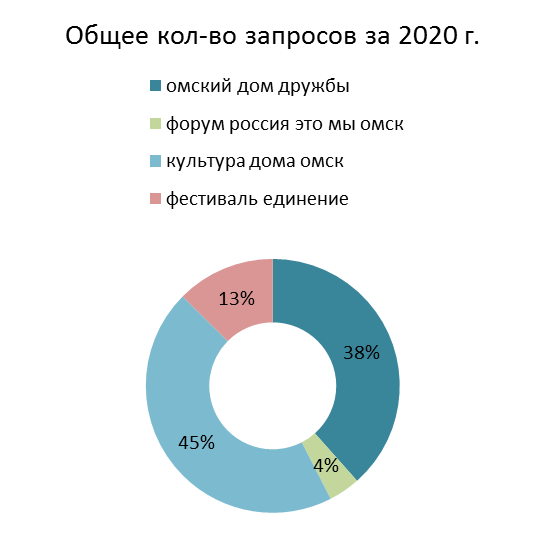 Общее кол-во запросов за 2020 г.
омский дом дружбы
форум россия это мы омск
культура дома омск
фестиваль единение
13%
38%
45%
4%